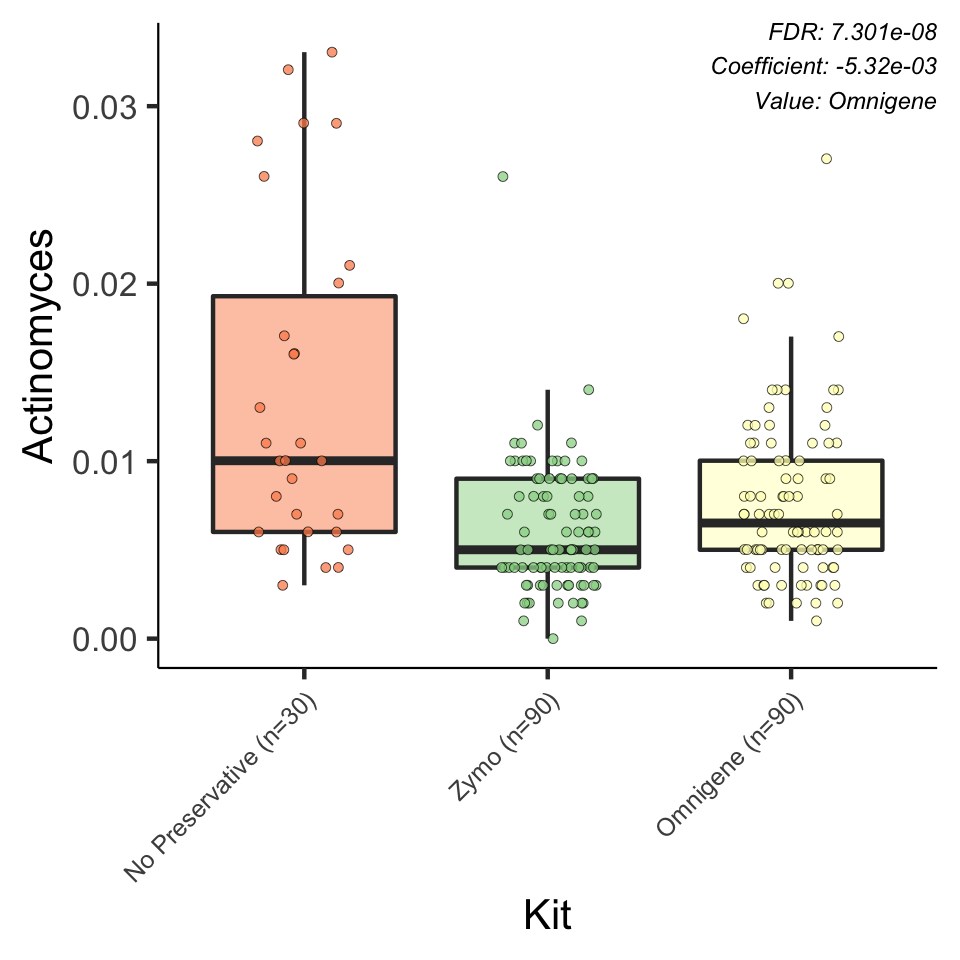 FDR: 7.301e-08
Coefficient: -5.32e-03
Value: Omnigene
Actinomyces
0.03
0.02
0.01
0.00
No Preservative (n=30)
Zymo (n=90)
Omnigene (n=90)
Kit